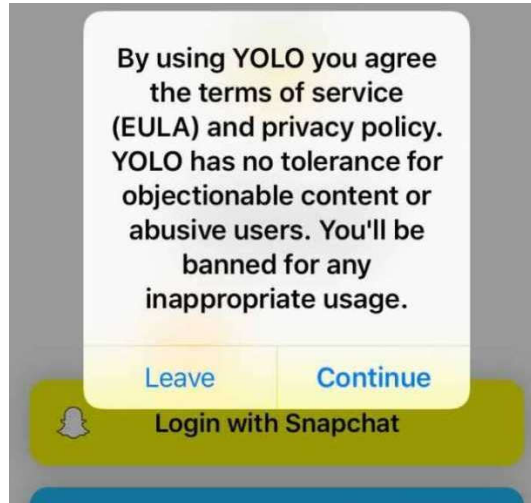 By using YOLO you agree
the terms of service
(EULA) and privacy policy.
YOLO has no tolerance for
objectionable content or
abusive users. You'll be
banned for any
inappropriate usage.
Leave
Continue
Login with Snapchat